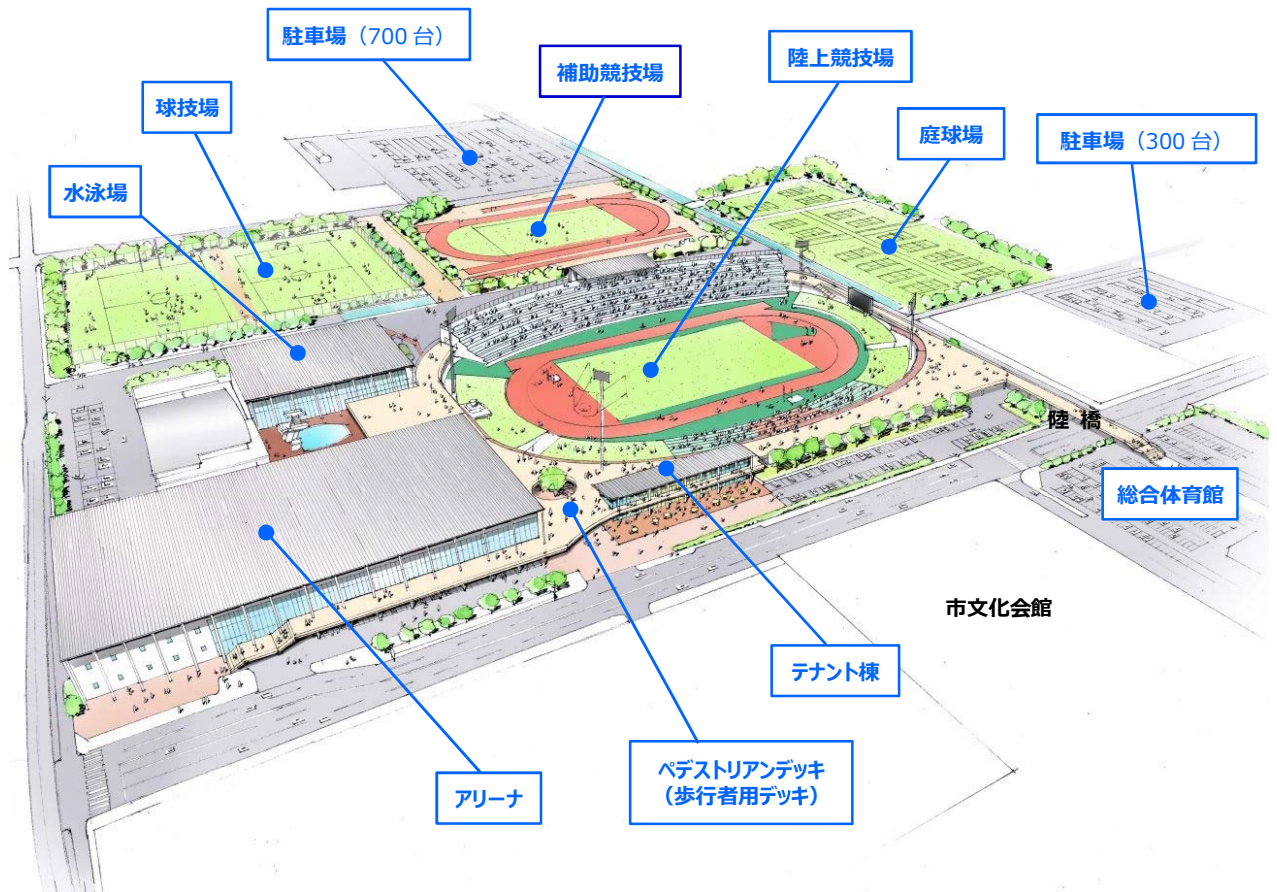 駐車場（700 台）
補助競技場
陸上競技場
球技場
庭球場
駐車場（300 台）
水泳場
陸 橋
総合体育館
市文化会館
テナント棟
ペデストリアンデッキ
（歩行者用デッキ）
アリーナ